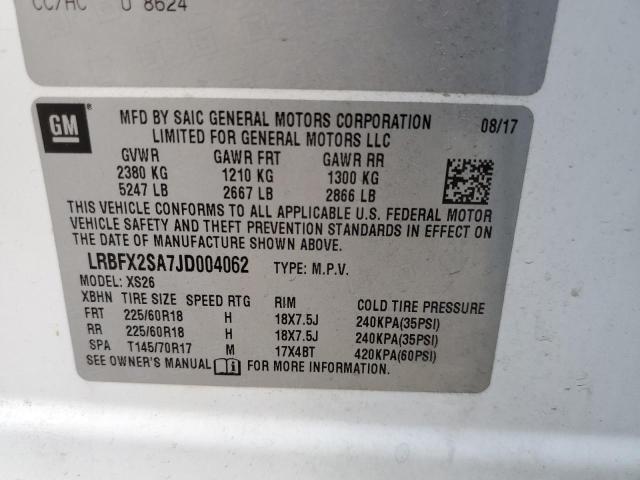 CC/HC U 8624
GM
MFD BY SAIC GENERAL MOTORS CORPORATION 08/17
LIMITED FOR GENERAL MOTORS LLC
GVWR GAWR FRT GAWR RR
2380 KG 1210 KG 1300 KG
5247 LB 2667 LB 2866 LB
THIS VEHICLE CONFORMS TO ALL APPLICABLE U.S. FEDERAL MOTOR
VEHICLE SAFETY AND THEFT PREVENTION STANDARDS IN EFFECT ON
THE DATE OF MANUFACTURE SHOWN ABOVE.
LRBFX2SA7JD004062 TYPE: M.P.V.
MODEL: XS26
XBHN TIRE SIZE SPEED RTG RIM COLD TIRE PRESSURE
FRT 225/60R18 H 18X7.5J 240KPA(35PSI)
RR 225/60R18 H 18X7.5J 240KPA(35PSI)
SPA T145/70R17 M 17X4BT 420KPA(60PSI)
SEE OWNER'S MANUAL i FOR MORE INFORMATION.